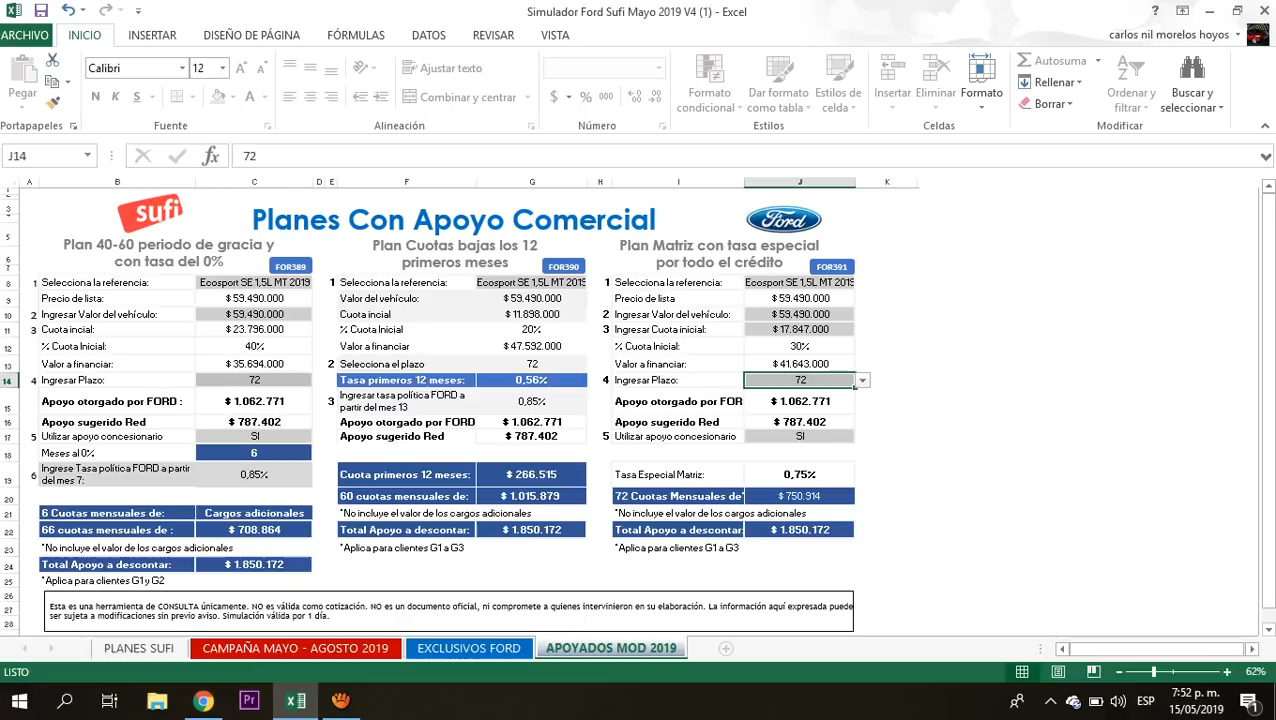 Simulador Ford Sufi Mayo 2019 V4 (1) - Excel
ARCHIVO INICIO INSERTAR DISEÑO DE PÁGINA FÓRMULAS DATOS REVISAR VISTA carlos nil morelos hoyos
Calibri 12 Ajustar texto Autosuma
Pegar Formato condicional Dar formato como tabla Estilos de celda Insertar Eliminar Formato Rellenar Ordenar y filtrar Buscar y seleccionar
N K S Combinar y centrar $ % 000 Borrar
Portapapeles Fuente Alineación Número Estilos Celdas Modificar
J14 fx 72
A B C D E F G H I J K
sufi Planes Con Apoyo Comercial Ford
Plan 40-60 periodo de gracia y con tasa del 0% FOR389
1 Selecciona la referencia: Ecosport SE 1,5L MT 2019
Precio de lista: $ 59.490.000
2 Ingresar Valor del vehículo: $ 59.490.000
3 Cuota inicial: $ 23.796.000
% Cuota Inicial: 40%
Valor a financiar: $ 35.694.000
4 Ingresar Plazo: 72
Apoyo otorgado por FORD : $ 1.062.771
Apoyo sugerido Red $ 787.402
5 Utilizar apoyo concesionario SI
Meses al 0% 6
6 Ingrese Tasa política FORD a partir del mes 7: 0,85%
6 Cuotas mensuales de: Cargos adicionales
66 cuotas mensuales de : $ 708.864
*No incluye el valor de los cargos adicionales
Total Apoyo a descontar: $ 1.850.172
*Aplica para clientes G1 y G2
Plan Cuotas bajas los 12 primeros meses FOR390
1 Selecciona la referencia: Ecosport SE 1,5L MT 2019
Valor del vehículo: $ 59.490.000
Cuota incial $ 11.898.000
% Cuota Inicial 20%
Valor a financiar $ 47.592.000
2 Selecciona el plazo 72
Tasa primeros 12 meses: 0,56%
3 Ingresar tasa política FORD a partir del mes 13 0,85%
Apoyo otorgado por FORD $ 1.062.771
Apoyo sugerido Red $ 787.402
Cuota primeros 12 meses: $ 266.515
60 cuotas mensuales de: $ 1.015.879
*No incluye el valor de los cargos adicionales
Total Apoyo a descontar: $ 1.850.172
*Aplica para clientes G1 a G3
Plan Matriz con tasa especial por todo el crédito FOR391
1 Selecciona la referencia: Ecosport SE 1,5L MT 2019
Precio de lista $ 59.490.000
2 Ingresar Valor del vehículo: $ 59.490.000
3 Ingresar Cuota inicial: $ 17.847.000
% Cuota Inicial: 30%
Valor a financiar: $ 41.643.000
4 Ingresar Plazo: 72
Apoyo otorgado por FOR $ 1.062.771
Apoyo sugerido Red $ 787.402
5 Utilizar apoyo concesionario SI
Tasa Especial Matriz: 0,75%
72 Cuotas Mensuales de* $ 750.914
*No incluye el valor de los cargos adicionales
Total Apoyo a descontar: $ 1.850.172
*Aplica para clientes G1 a G3
Esta es una herramienta de CONSULTA únicamente. NO es válida como cotización. NO es un documento oficial, ni compromete a quienes intervinieron en su elaboración. La información aquí expresada puede
ser sujeta a modificaciones sin previo aviso. Simulación válida por 1 día.
PLANES SUFI CAMPAÑA MAYO - AGOSTO 2019 EXCLUSIVOS FORD APOYADOS MOD 2019
LISTO 62%
ESP 7:52 p. m.
15/05/2019